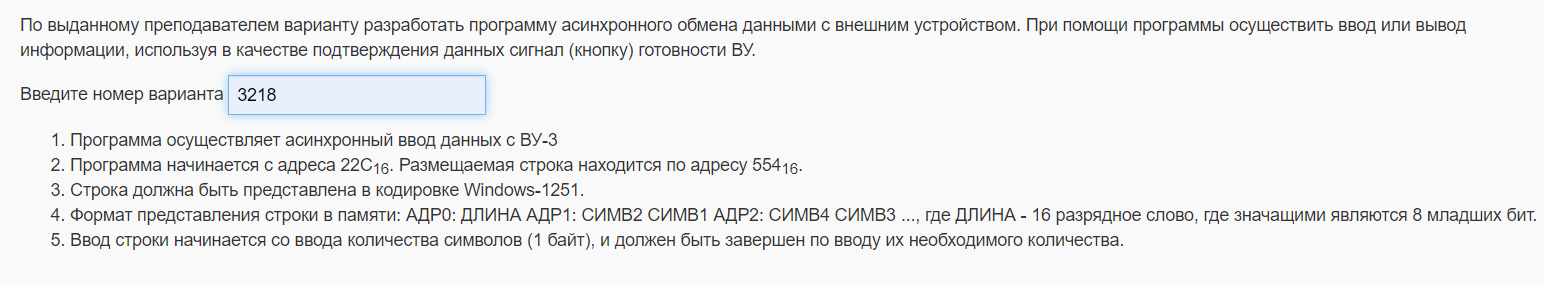 По выданному преподавателем варианту разработать программу асинхронного обмена данными с внешним устройством. При помощи программы осуществить ввод или вывод
информации, используя в качестве подтверждения данных сигнал (кнопку) готовности ВУ.
Введите номер варианта 3218
1. Программа осуществляет асинхронный ввод данных с ВУ-3
2. Программа начинается с адреса 22C16. Размещаемая строка находится по адресу 55416.
3. Строка должна быть представлена в кодировке Windows-1251.
4. Формат представления строки в памяти: АДР0: ДЛИНА АДР1: СИМВ2 СИМВ1 АДР2: СИМВ4 СИМВ3 ..., где ДЛИНА - 16 разрядное слово, где значащими являются 8 младших бит.
5. Ввод строки начинается со ввода количества символов (1 байт), и должен быть завершен по вводу их необходимого количества.